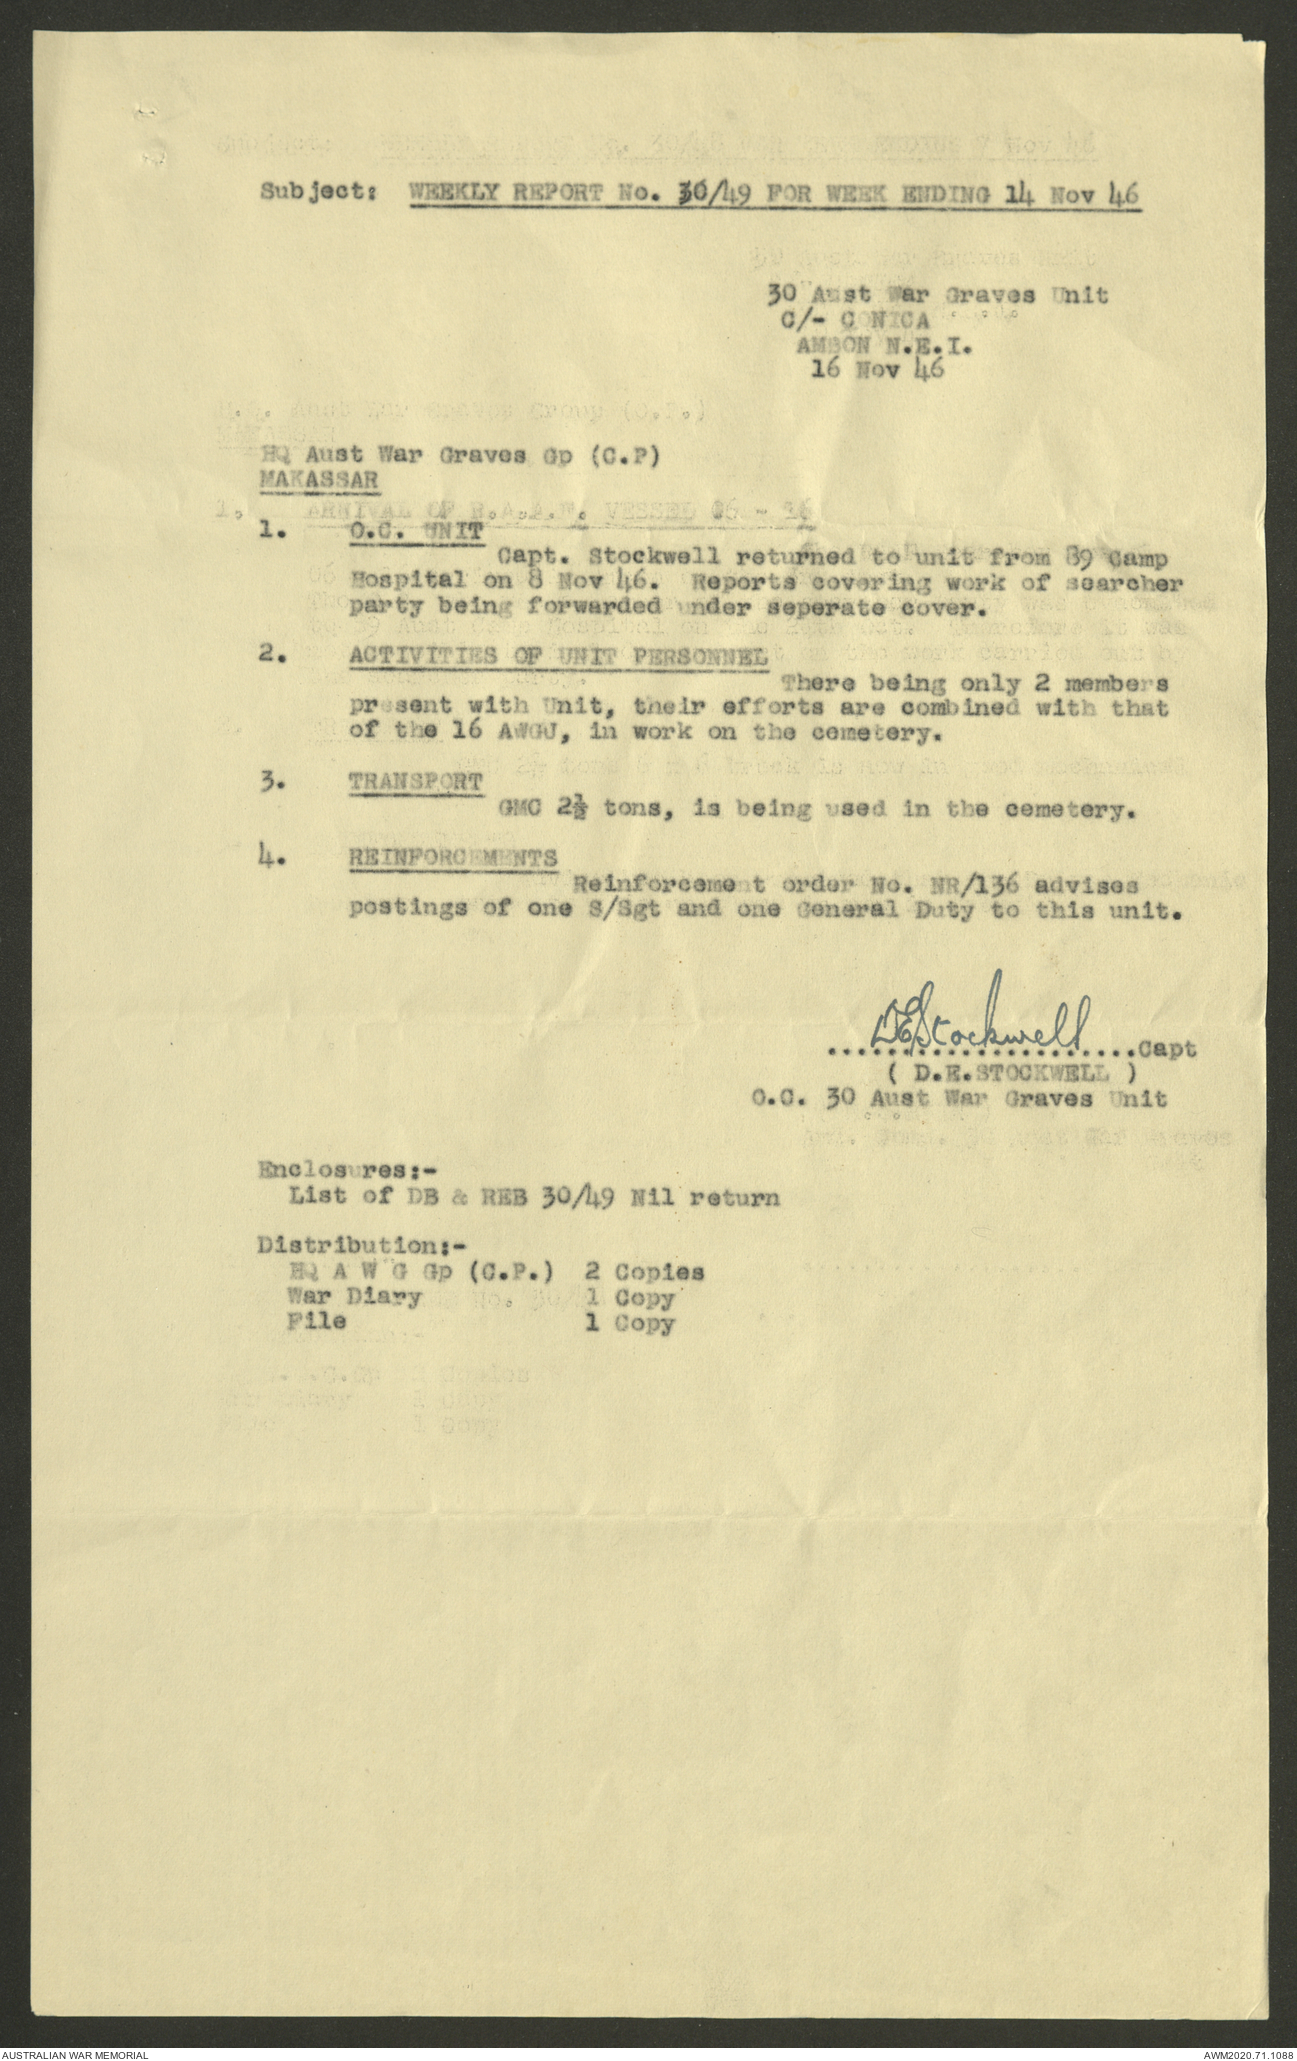 Subject: WEEKLY REPORT No. 30/49 FOR WEEK ENDING 14 Nov 46
30 Aust War Graves Unit
C/- CONICA
AMBON N.E.I.
16 Nov 46
HQ Aust War Graves Gp (C.P)
MAKASSAR
1. O.C. UNIT
Capt. Stockwell returned to unit from 89 Camp
Hospital on 8 Nov 46. Reports covering work of searcher
party being forwarded under seperate cover.
2. ACTIVITIES OF UNIT PERSONNEL
There being only 2 members
present with Unit, their efforts are combined with that
of the 16 AWGU, in work on the cemetery.
3. TRANSPORT
GMC 2½ tons, is being used in the cemetery.
4. REINFORCEMENTS
Reinforcement order No. NR/136 advises
postings of one S/Sgt and one General Duty to this unit.
DEStockwell
......................Capt
( D.E.STOCKWELL )
O.C. 30 Aust War Graves Unit
Enclosures:-
List of DB & REB 30/49 Nil return
Distribution:-
HQ A W G Gp (C.P.) 2 Copies
War Diary 1 Copy
File 1 Copy
AUSTRALIAN WAR MEMORIAL
AWM2020.71.1088